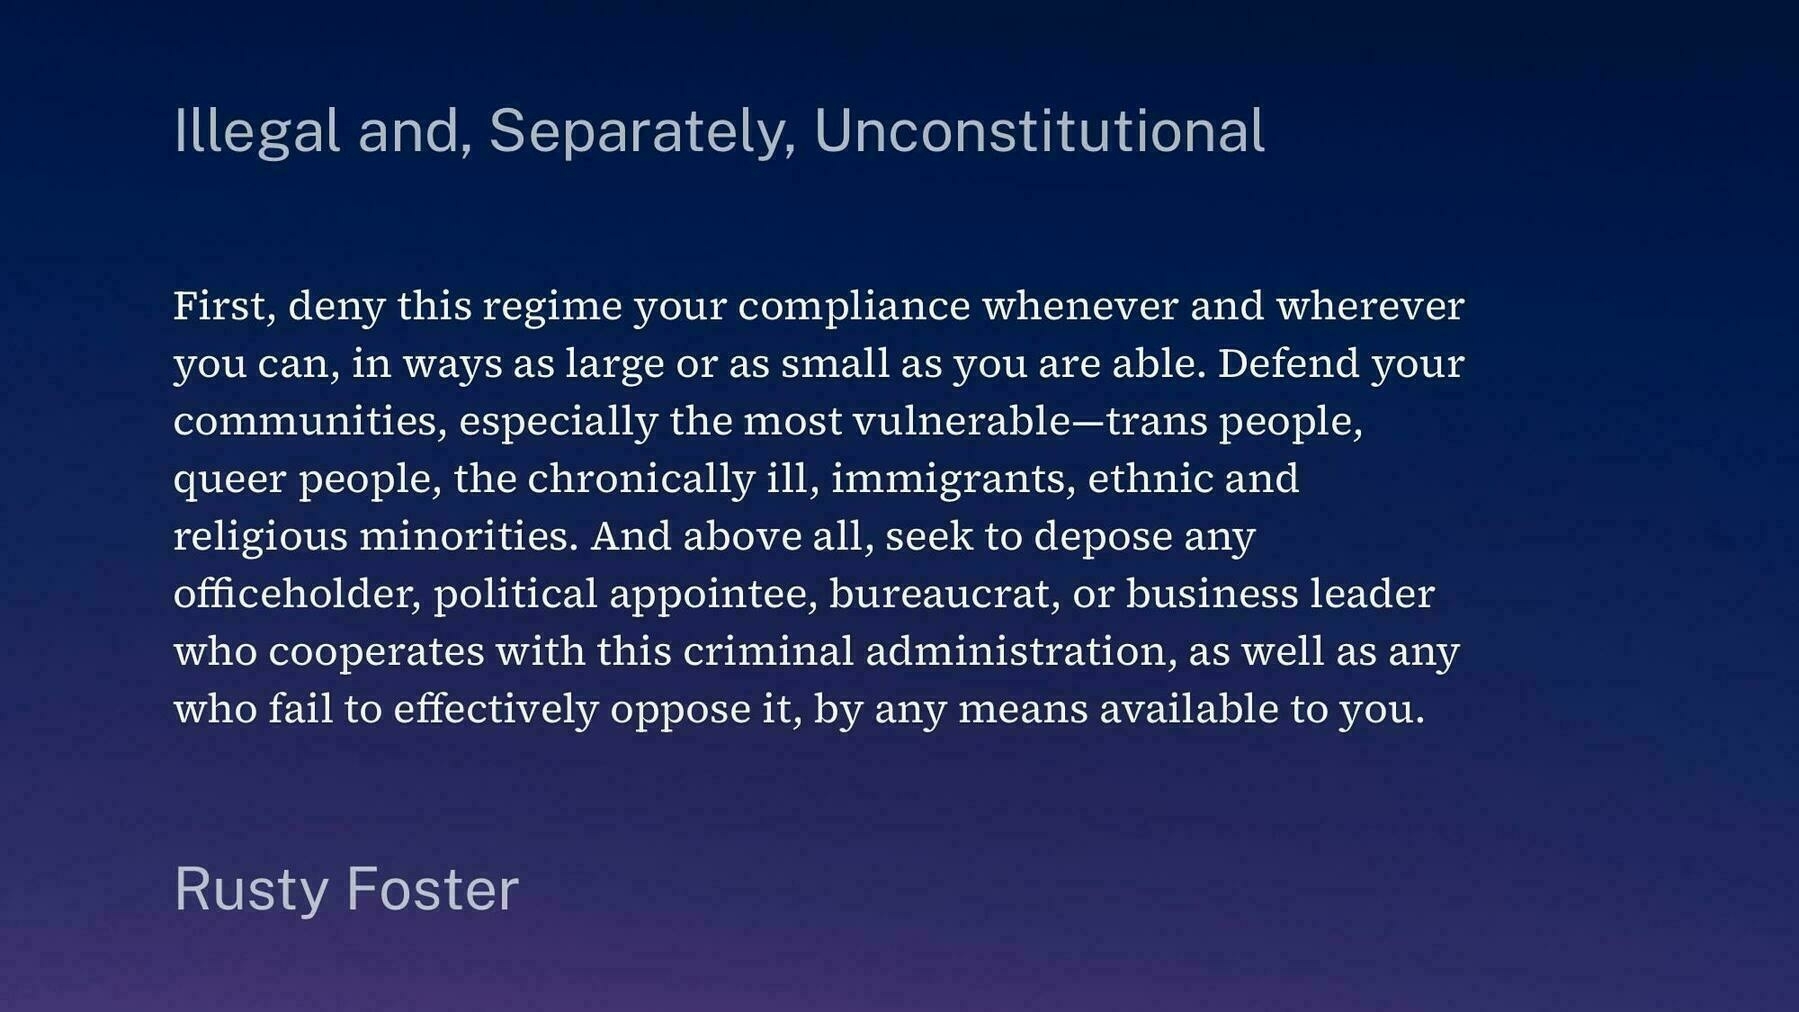 Illegal and, Separately, Unconstitutional
First, deny this regime your compliance whenever and wherever
you can, in ways as large or as small as you are able. Defend your
communities, especially the most vulnerable—trans people,
queer people, the chronically ill, immigrants, ethnic and
religious minorities. And above all, seek to depose any
officeholder, political appointee, bureaucrat, or business leader
who cooperates with this criminal administration, as well as any
who fail to effectively oppose it, by any means available to you.
Rusty Foster